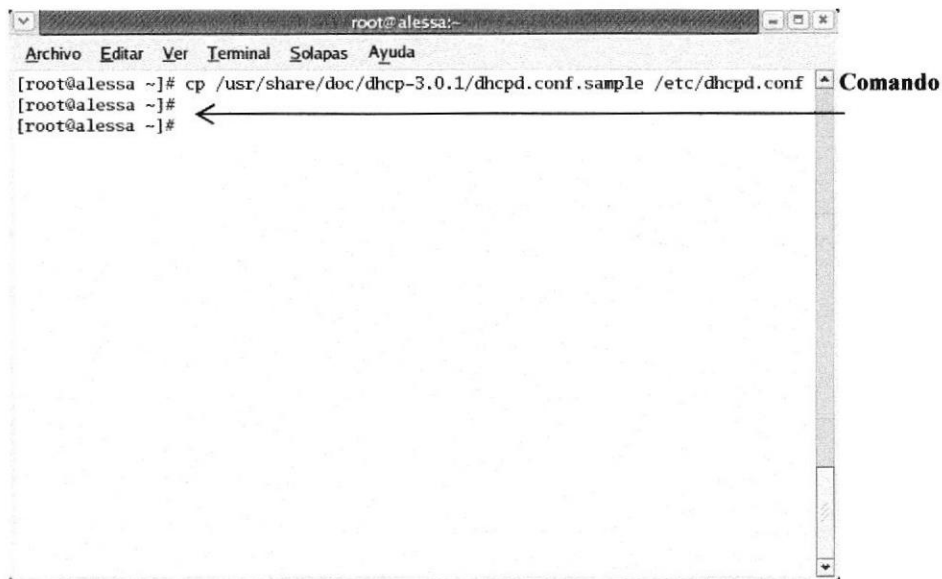 root@alessa:~
Archivo Editar Ver Terminal Solapas Ayuda
[root@alessa ~]# cp /usr/share/doc/dhcp-3.0.1/dhcpd.conf.sample /etc/dhcpd.conf
Comando
[root@alessa ~]#
[root@alessa ~]#